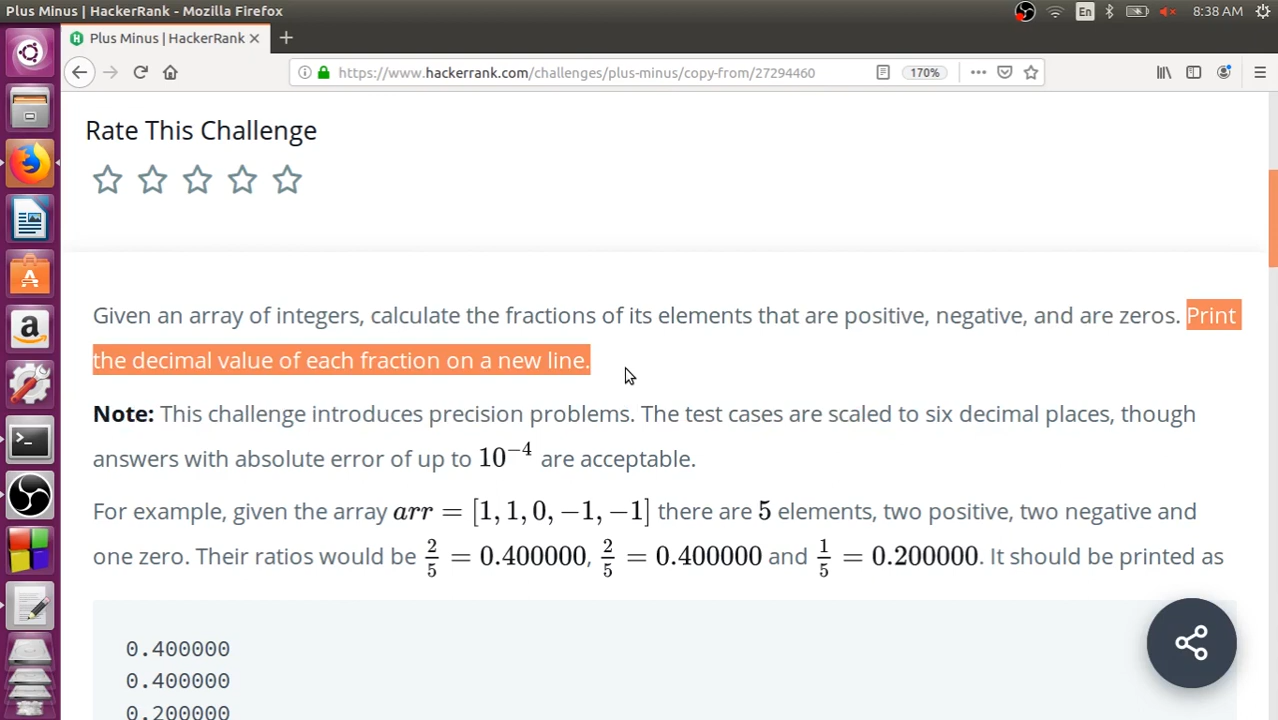 Plus Minus | HackerRank - Mozilla Firefox
En
8:38 AM
Plus Minus | HackerRank
https://www.hackerrank.com/challenges/plus-minus/copy-from/27294460
170%
Rate This Challenge
Given an array of integers, calculate the fractions of its elements that are positive, negative, and are zeros. Print
the decimal value of each fraction on a new line.
Note: This challenge introduces precision problems. The test cases are scaled to six decimal places, though
answers with absolute error of up to 10⁻⁴ are acceptable.
For example, given the array arr = [1, 1, 0, −1, −1] there are 5 elements, two positive, two negative and
one zero. Their ratios would be 2/5 = 0.400000, 2/5 = 0.400000 and 1/5 = 0.200000. It should be printed as
0.400000
0.400000
0.200000